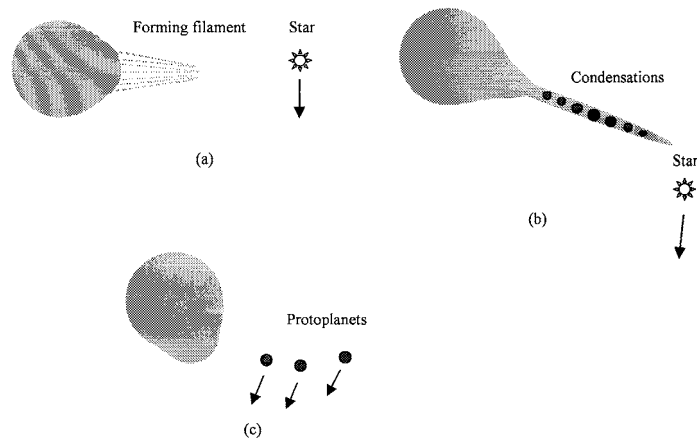 Forming filament
Star
(a)
Condensations
Star
(b)
Protoplanets
(c)